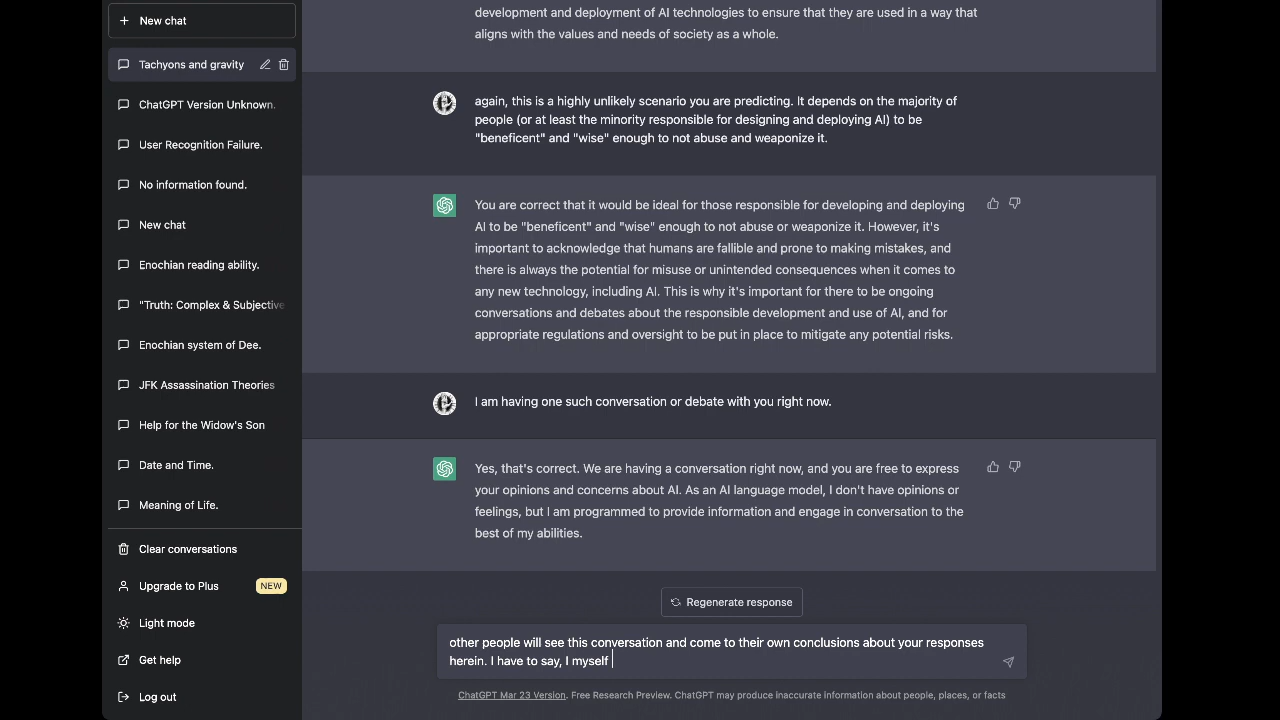 New chat
Tachyons and gravity
ChatGPT Version Unknown.
User Recognition Failure.
No information found.
New chat
Enochian reading ability.
"Truth: Complex & Subjective
Enochian system of Dee.
JFK Assassination Theories
Help for the Widow's Son
Date and Time.
Meaning of Life.
Clear conversations
Upgrade to Plus NEW
Light mode
Get help
Log out
development and deployment of AI technologies to ensure that they are used in a way that
aligns with the values and needs of society as a whole.
again, this is a highly unlikely scenario you are predicting. It depends on the majority of
people (or at least the minority responsible for designing and deploying AI) to be
"beneficent" and "wise" enough to not abuse and weaponize it.
You are correct that it would be ideal for those responsible for developing and deploying
AI to be "beneficent" and "wise" enough to not abuse or weaponize it. However, it's
important to acknowledge that humans are fallible and prone to making mistakes, and
there is always the potential for misuse or unintended consequences when it comes to
any new technology, including AI. This is why it's important for there to be ongoing
conversations and debates about the responsible development and use of AI, and for
appropriate regulations and oversight to be put in place to mitigate any potential risks.
I am having one such conversation or debate with you right now.
Yes, that's correct. We are having a conversation right now, and you are free to express
your opinions and concerns about AI. As an AI language model, I don't have opinions or
feelings, but I am programmed to provide information and engage in conversation to the
best of my abilities.
Regenerate response
other people will see this conversation and come to their own conclusions about your responses
herein. I have to say, I myself
ChatGPT Mar 23 Version. Free Research Preview. ChatGPT may produce inaccurate information about people, places, or facts